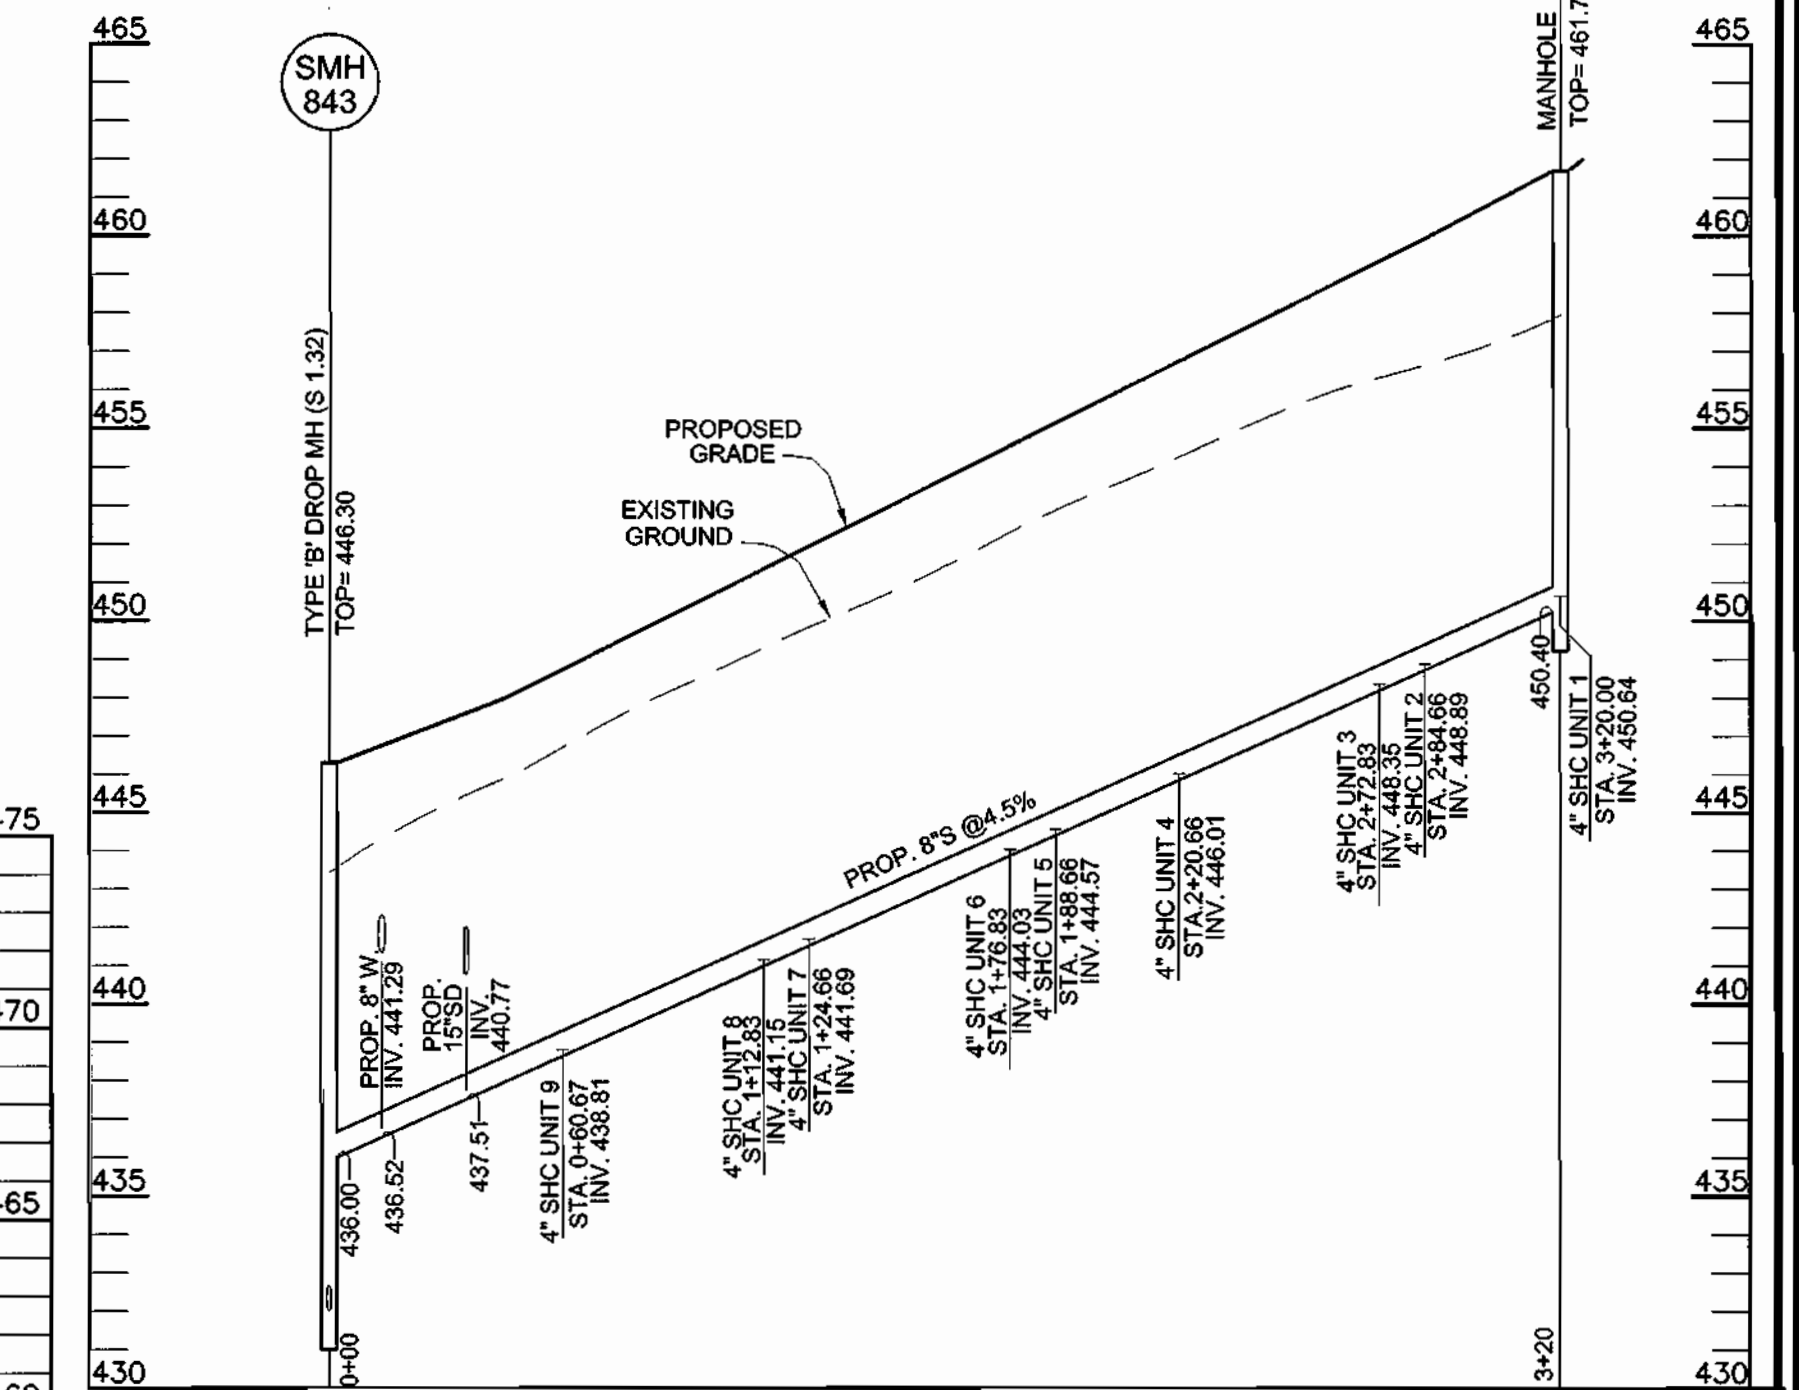 465
460
455
450
445
440
435
430
75
70
65
SMH
843
TYPE 'B' DROP MH (S 1.32)
TOP= 446.30
PROPOSED
GRADE
EXISTING
GROUND
PROP. 8"S @4.5%
PROP. 8" W
INV. 441.29
PROP.
15"SD
INV.
440.77
436.00
436.52
437.51
4" SHC UNIT 9
STA. 0+60.67
INV. 438.81
4" SHC UNIT 8
STA. 1+12.83
INV. 441.15
4" SHC UNIT 7
STA. 1+24.66
INV. 441.69
4" SHC UNIT 6
STA. 1+76.83
INV. 444.03
4" SHC UNIT 5
STA. 1+88.66
INV. 444.57
4" SHC UNIT 4
STA.2+20.66
INV. 446.01
4" SHC UNIT 3
STA. 2+72.83
INV. 448.35
4" SHC UNIT 2
STA. 2+84.66
INV. 448.89
450.40
4" SHC UNIT 1
STA. 3+20.00
INV. 450.64
MANHOLE
TOP= 461.7
0+00
3+20
465
460
455
450
445
440
435
430